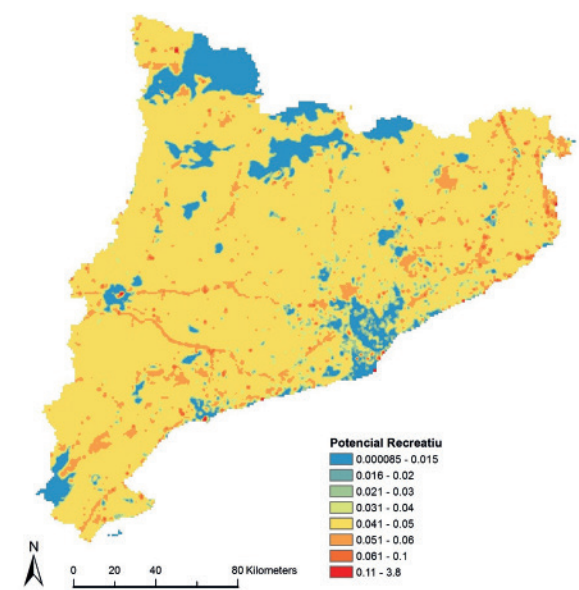 Potencial Recreatiu
0.000085 - 0.015
0.016 - 0.02
0.021 - 0.03
0.031 - 0.04
0.041 - 0.05
0.051 - 0.06
0.061 - 0.1
0.11 - 3.8
N
0 20 40 80 Kilometers